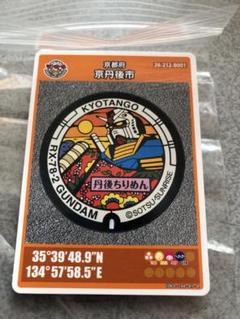 京都府
京丹後市
26-212-B001
KYOTANGO
RX-78-2 GUNDAM
丹後ちりめん
©SOTSU・SUNRISE
35°39'48.9"N
134°57'58.5"E